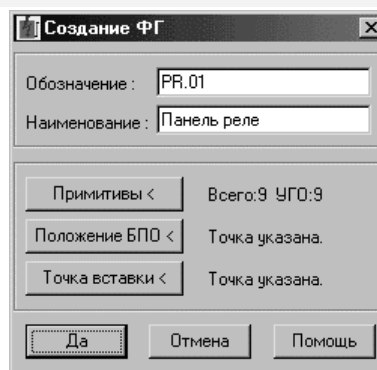 Создание ФГ
Обозначение : PR.01
Наименование : Панель реле
Примитивы < Всего:9 УГО:9
Положение БПО < Точка указана.
Точка вставки < Точка указана.
Да Отмена Помощь